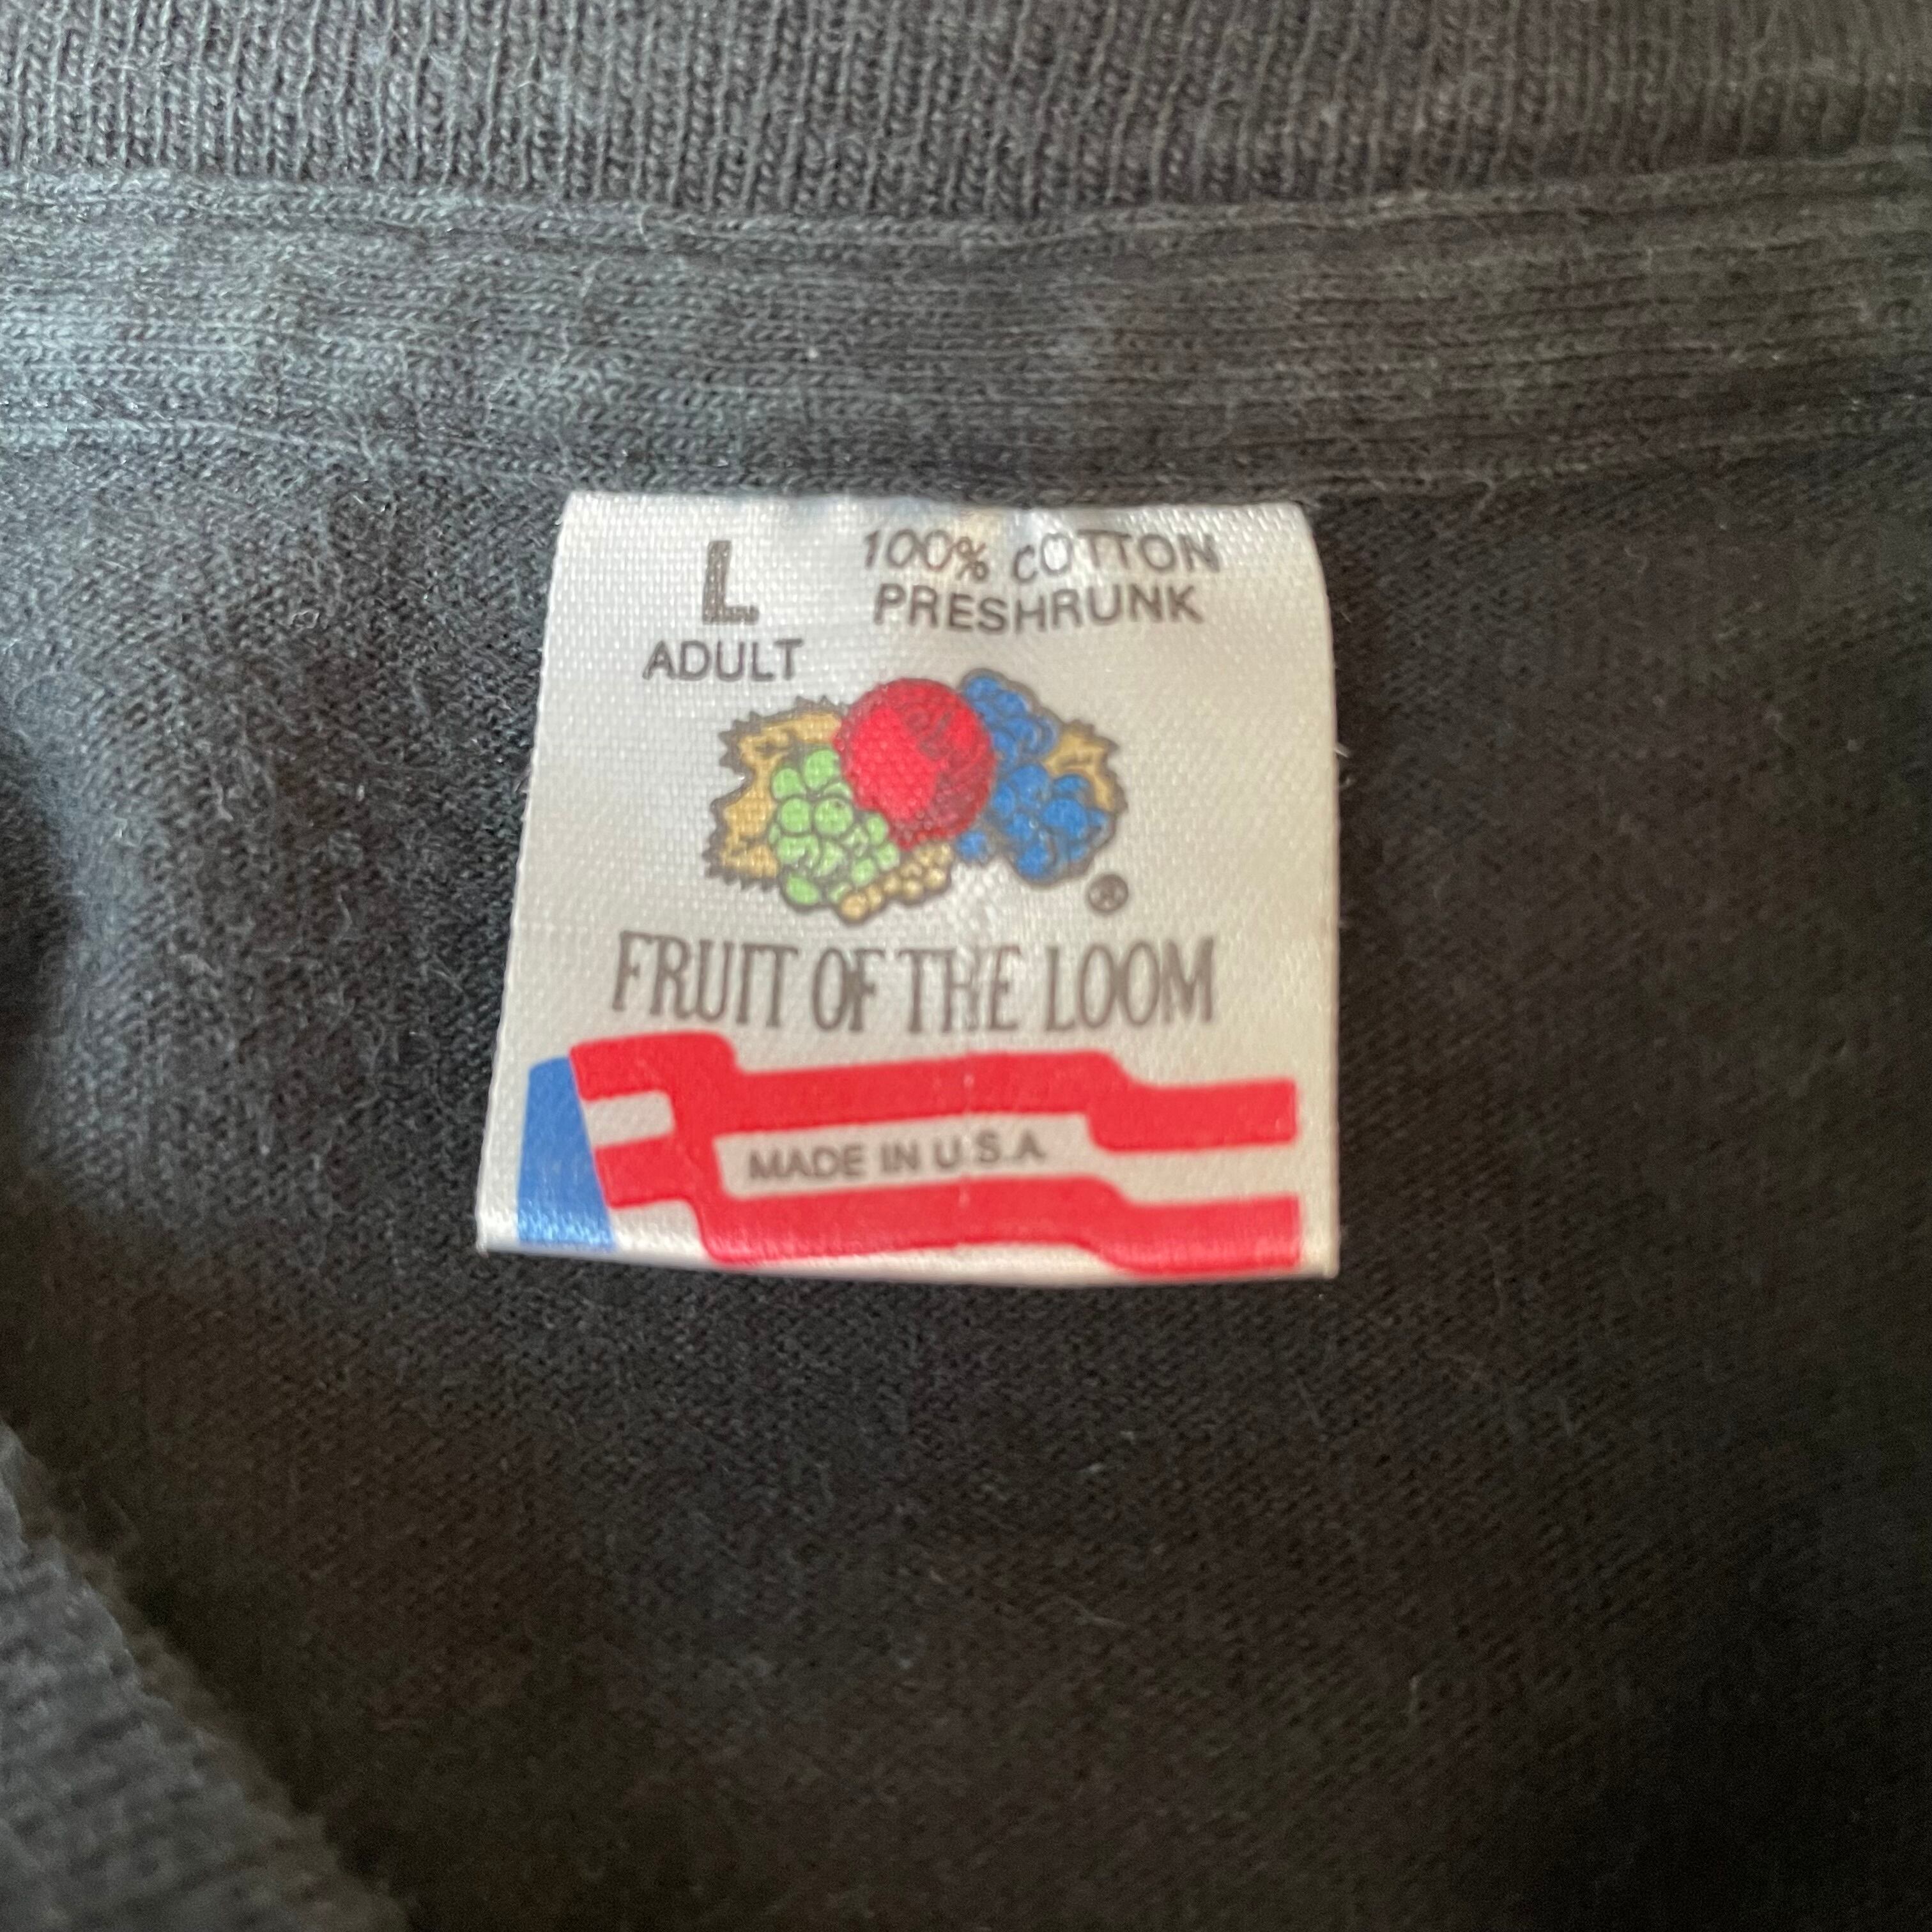 L
ADULT
100% COTTON
PRESHRUNK
®
FRUIT OF THE LOOM
MADE IN U.S.A.